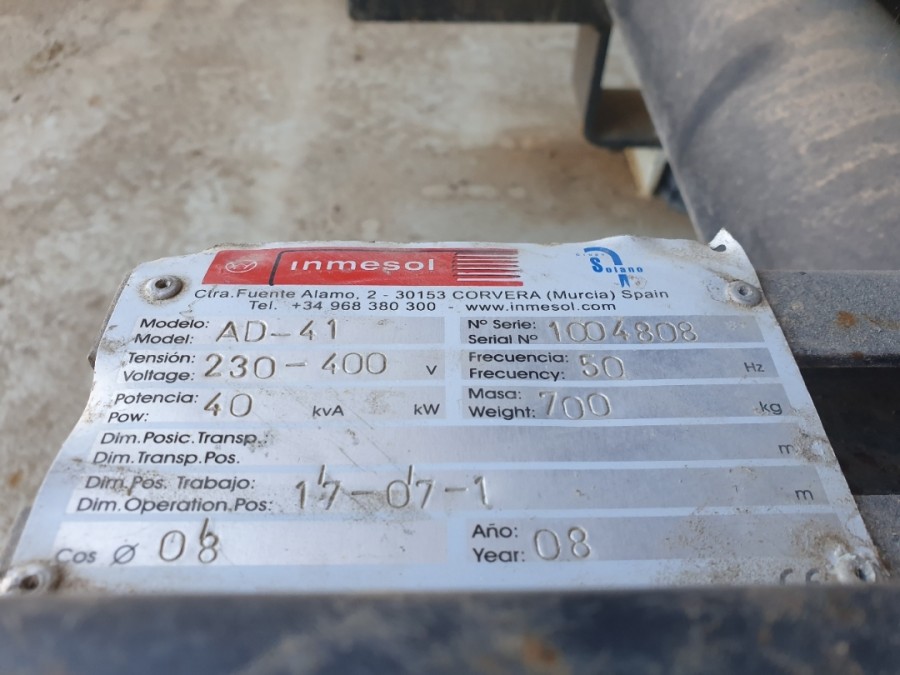 inmesol
Solano
Ctra.Fuente Alamo, 2 - 30153 CORVERA (Murcia) Spain
Tel. +34 968 380 300 - www.inmesol.com
Modelo: AD-41
Model:
Nº Serie: 1004808
Serial Nº
Tensión: 230-400 V
Voltage:
Frecuencia: 50 Hz
Frecuency:
Potencia: 40 kvA kW
Pow:
Masa: 700 kg
Weight:
Dim.Posic.Transp.: m
Dim.Transp.Pos.
Dim.Pos. Trabajo: 17-07-1 m
Dim.Operation.Pos:
Cos Ø 08
Año: 08
Year: